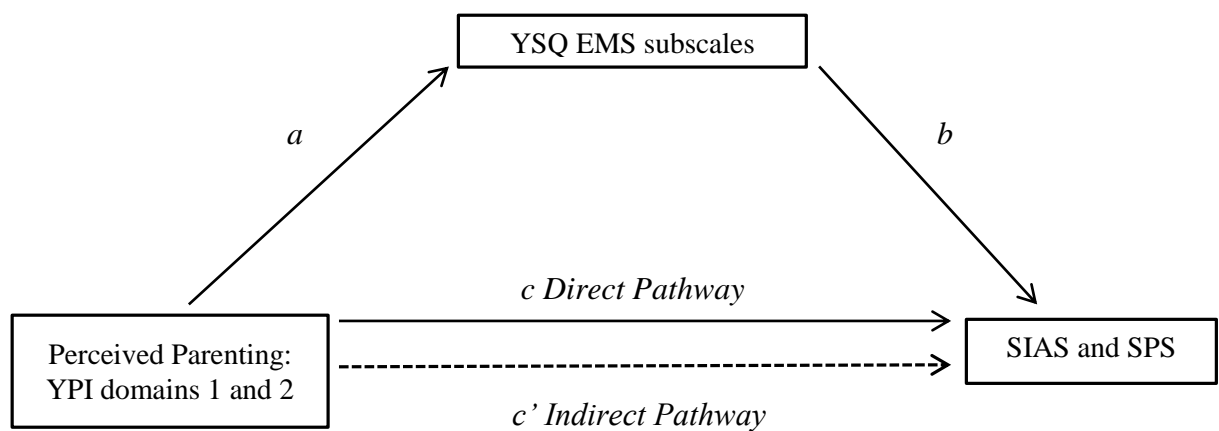 YSQ EMS subscales
a
b
c Direct Pathway
Perceived Parenting:
YPI domains 1 and 2
SIAS and SPS
c’ Indirect Pathway